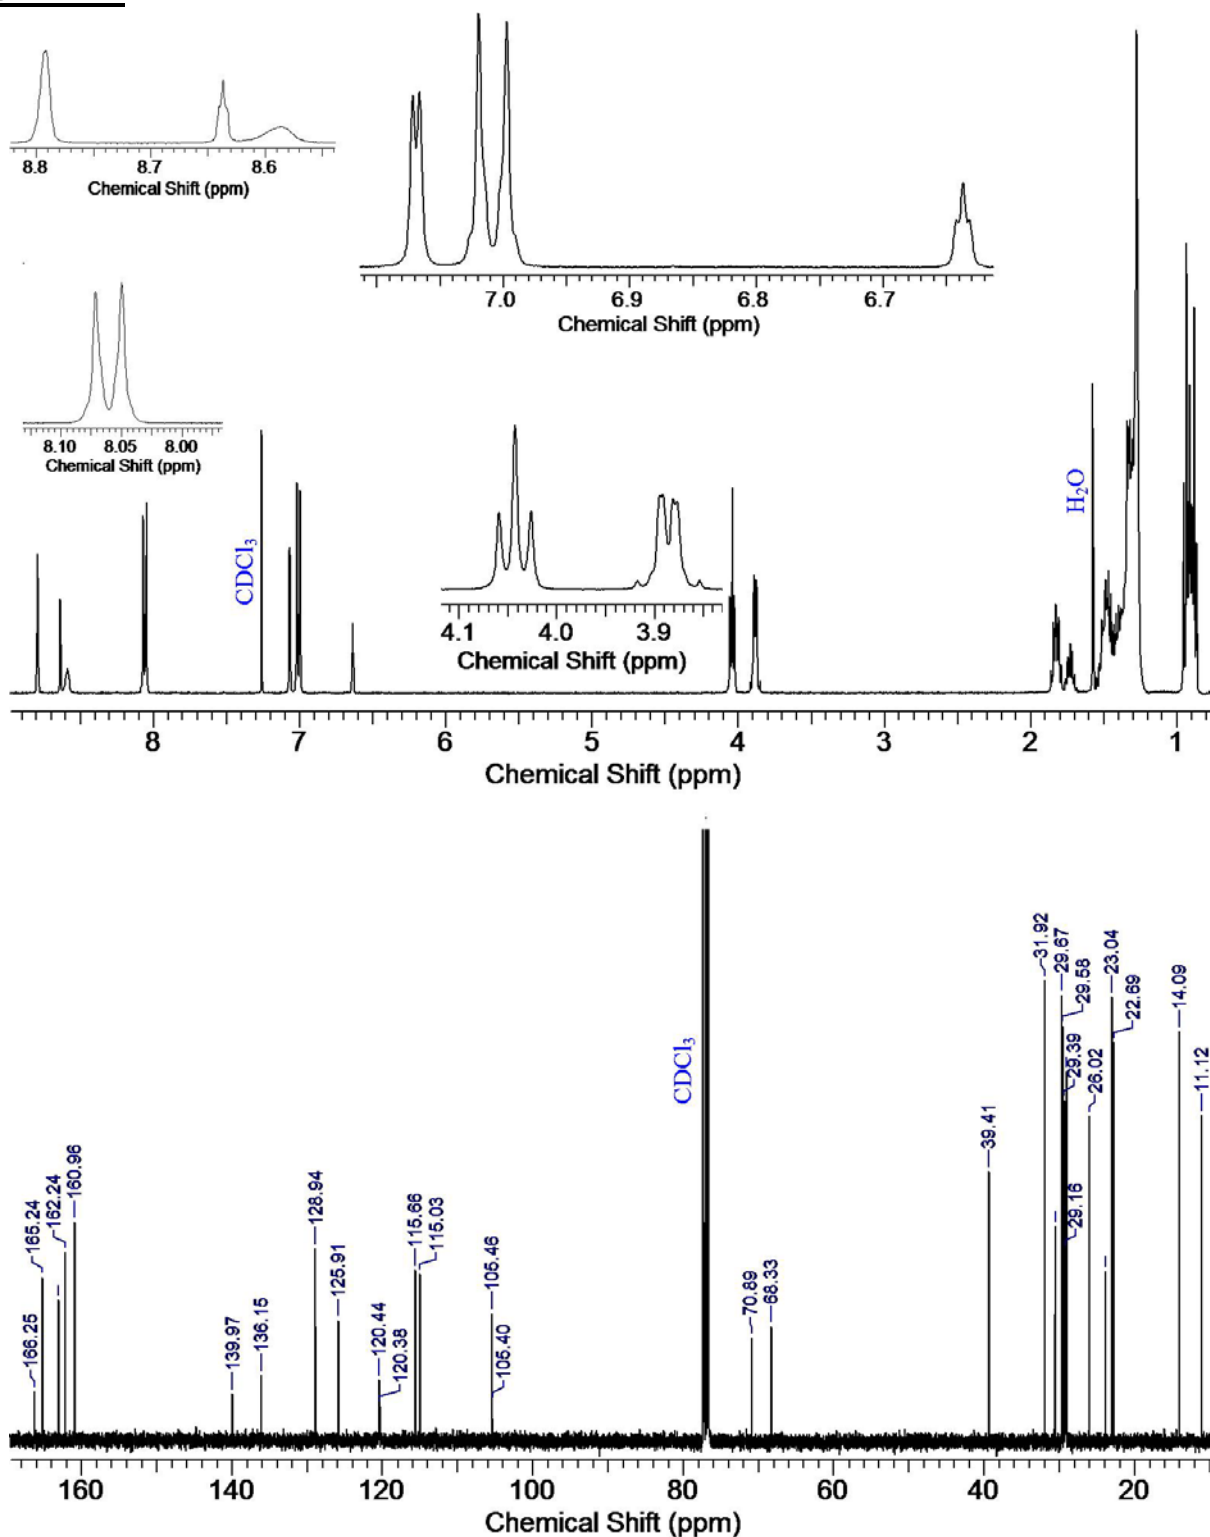 8.8 8.7 8.6
Chemical Shift (ppm)
7.0 6.9 6.8 6.7
Chemical Shift (ppm)
8.10 8.05 8.00
Chemical Shift (ppm)
CDCl3
4.1 4.0 3.9
Chemical Shift (ppm)
H2O
8 7 6 5 4 3 2 1
Chemical Shift (ppm)
166.25
165.24
162.24
160.96
139.97
136.15
128.94
125.91
120.44
120.38
115.66
115.03
105.46
105.40
CDCl3
70.89
68.33
39.41
31.92
29.67
29.58
29.39
29.16
26.02
23.04
22.69
14.09
11.12
160 140 120 100 80 60 40 20
Chemical Shift (ppm)